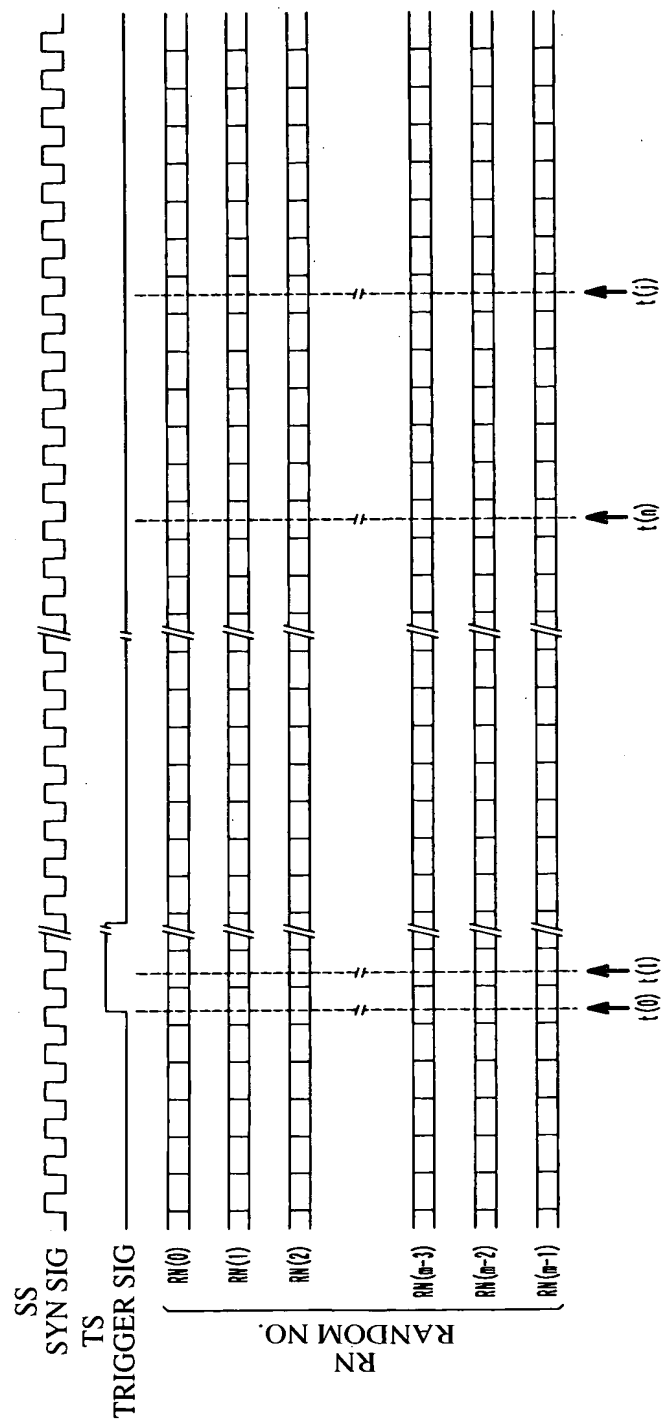 SS
SYN SIG
TS
TRIGGER SIG
RN(0)
RN(1)
RN(2)
RN(m-3)
RN(m-2)
RN(m-1)
RN
RANDOM NO.
t(0) t(1)
t(n)
t(j)